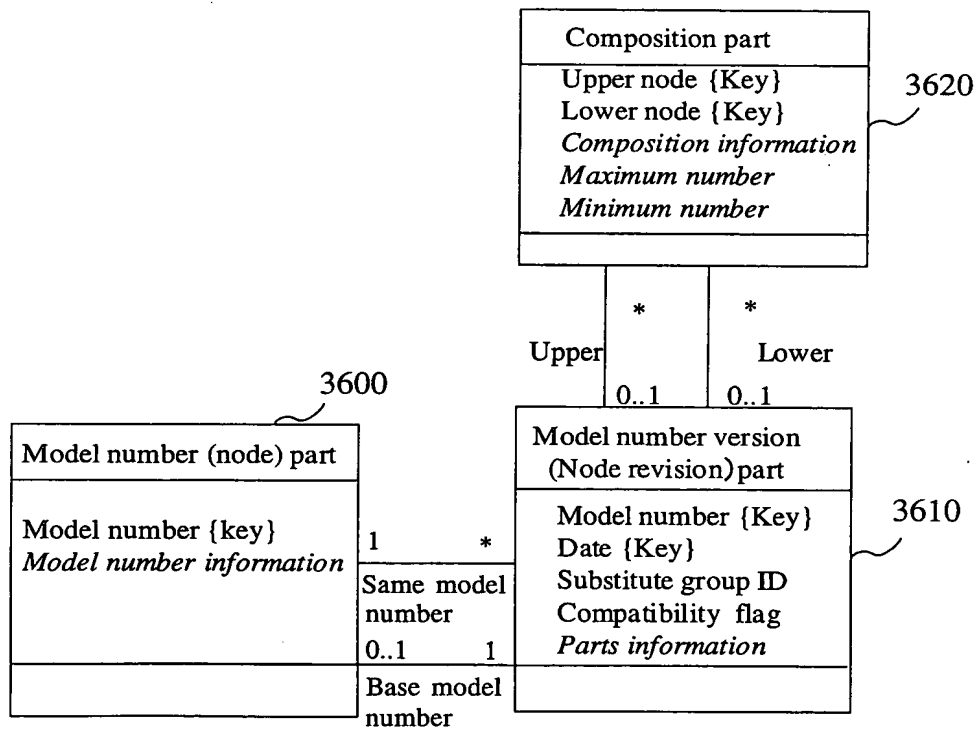 Composition part
Upper node {Key}
Lower node {Key}
Composition information
Maximum number
Minimum number
3620
*
*
Upper
Lower
0..1
0..1
3600
Model number (node) part
Model number {key}
Model number information
1
*
Same model
number
0..1
1
Base model
number
Model number version
(Node revision)part
Model number {Key}
Date {Key}
Substitute group ID
Compatibility flag
Parts information
3610